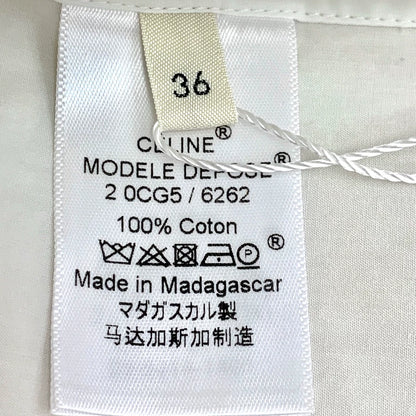 36
CELINE®
MODELE DEPOSE®
2 0CG5 / 6262
100% Coton
®
Made in Madagascar
マダガスカル製
马达加斯加制造